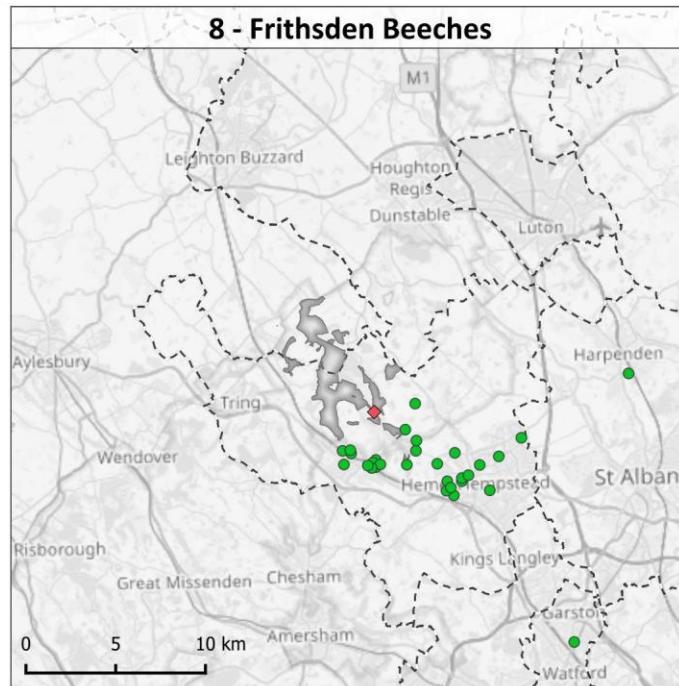 8 - Frithsden Beeches
M1
Leighton Buzzard
Houghton
Regis
Dunstable
Luton
Aylesbury
Harpenden
Tring
Wendover
Hemel Hempstead
St Alban
Risborough
Kings Langley
Great Missenden
Chesham
Garston
Amersham
Watford
0 5 10 km